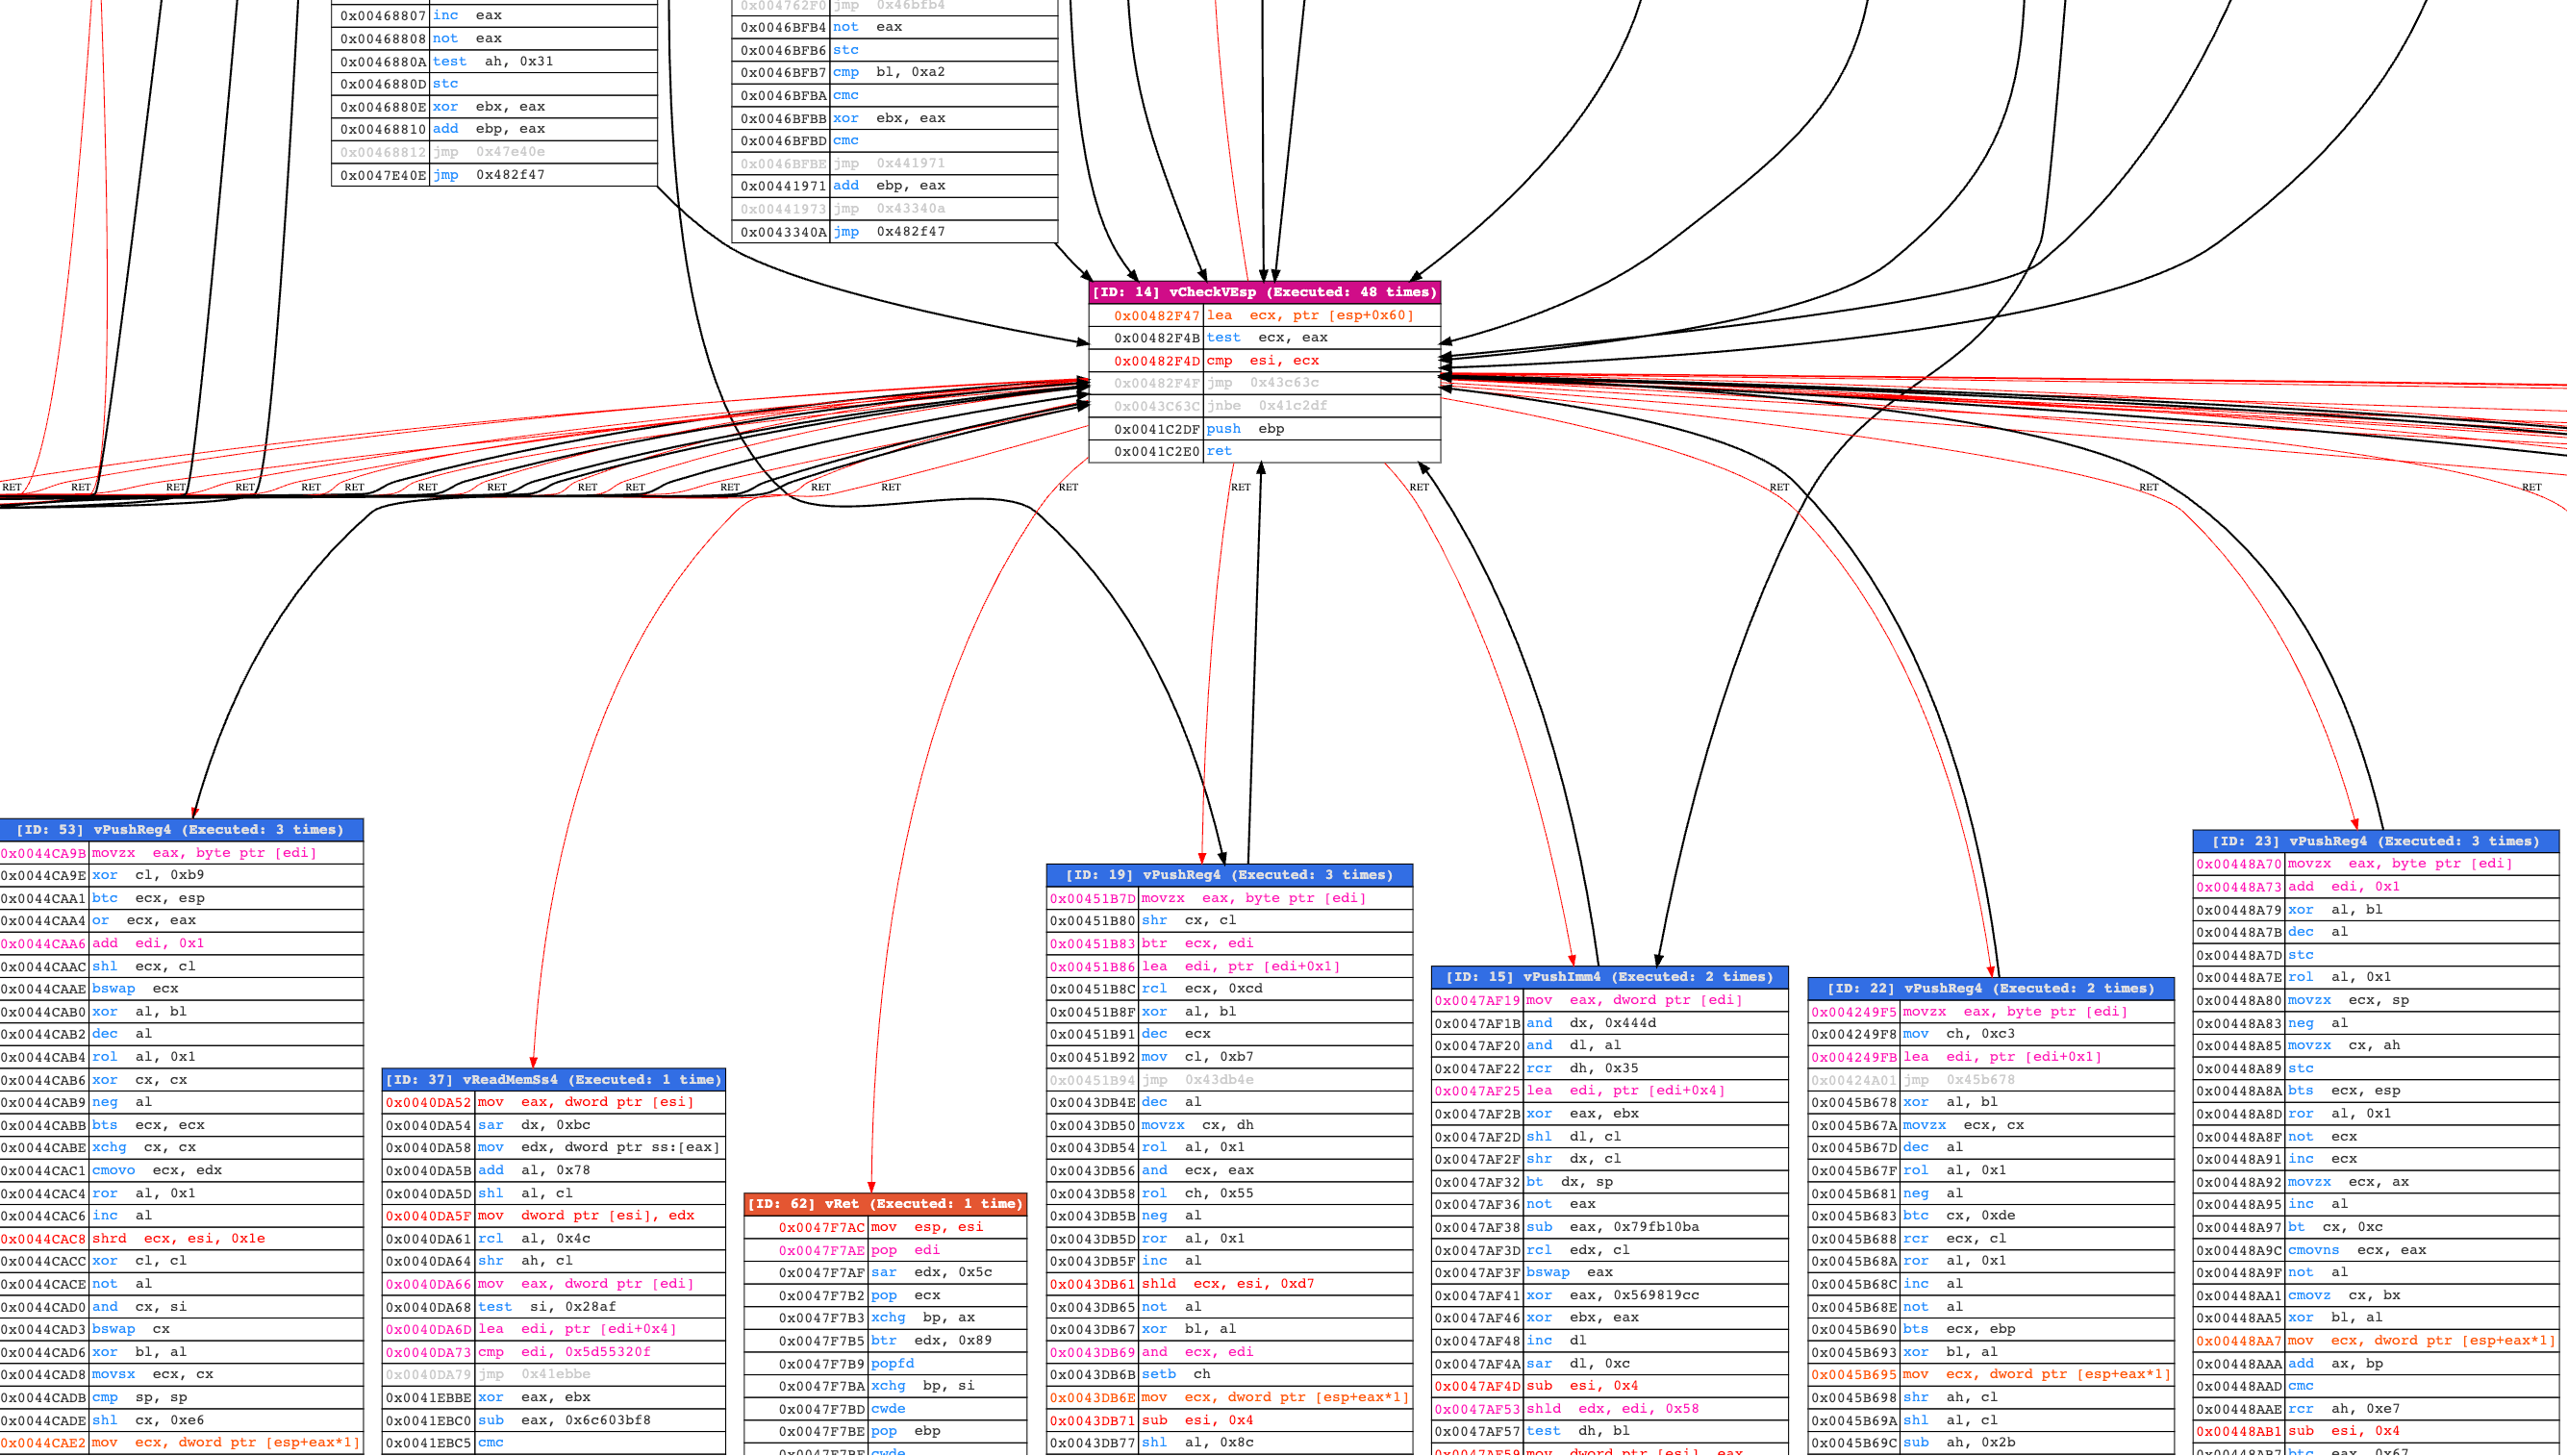 0x00468807 inc eax
0x00468808 not eax
0x0046880A test ah, 0x31
0x0046880D stc
0x0046880E xor ebx, eax
0x00468810 add ebp, eax
0x00468812 jmp 0x47e40e
0x0047E40E jmp 0x482f47
0x004762F0 jmp 0x46bfb4
0x0046BFB4 not eax
0x0046BFB6 stc
0x0046BFB7 cmp bl, 0xa2
0x0046BFBA cmc
0x0046BFBB xor ebx, eax
0x0046BFBD cmc
0x0046BFBE jmp 0x441971
0x00441971 add ebp, eax
0x00441973 jmp 0x43340a
0x0043340A jmp 0x482f47
[ID: 14] vCheckVEsp (Executed: 48 times)
0x00482F47 lea ecx, ptr [esp+0x60]
0x00482F4B test ecx, eax
0x00482F4D cmp esi, ecx
0x00482F4F jmp 0x43c63c
0x0043C63C jnbe 0x41c2df
0x0041C2DF push ebp
0x0041C2E0 ret
RET RET RET RET RET RET RET RET RET RET RET RET RET RET RET RET RET RET RET
[ID: 53] vPushReg4 (Executed: 3 times)
0x0044CA9B movzx eax, byte ptr [edi]
0x0044CA9E xor cl, 0xb9
0x0044CAA1 btc ecx, esp
0x0044CAA4 or ecx, eax
0x0044CAA6 add edi, 0x1
0x0044CAAC shl ecx, cl
0x0044CAAE bswap ecx
0x0044CAB0 xor al, bl
0x0044CAB2 dec al
0x0044CAB4 rol al, 0x1
0x0044CAB6 xor cx, cx
0x0044CAB9 neg al
0x0044CABB bts ecx, ecx
0x0044CABE xchg cx, cx
0x0044CAC1 cmovo ecx, edx
0x0044CAC4 ror al, 0x1
0x0044CAC6 inc al
0x0044CAC8 shrd ecx, esi, 0x1e
0x0044CACC xor cl, cl
0x0044CACE not al
0x0044CAD0 and cx, si
0x0044CAD3 bswap cx
0x0044CAD6 xor bl, al
0x0044CAD8 movsx ecx, cx
0x0044CADB cmp sp, sp
0x0044CADE shl cx, 0xe6
0x0044CAE2 mov ecx, dword ptr [esp+eax*1]
[ID: 37] vReadMemSs4 (Executed: 1 time)
0x0040DA52 mov eax, dword ptr [esi]
0x0040DA54 sar dx, 0xbc
0x0040DA58 mov edx, dword ptr ss:[eax]
0x0040DA5B add al, 0x78
0x0040DA5D shl al, cl
0x0040DA5F mov dword ptr [esi], edx
0x0040DA61 rcl al, 0x4c
0x0040DA64 shr ah, cl
0x0040DA66 mov eax, dword ptr [edi]
0x0040DA68 test si, 0x28af
0x0040DA6D lea edi, ptr [edi+0x4]
0x0040DA73 cmp edi, 0x5d55320f
0x0040DA79 jmp 0x41ebbe
0x0041EBBE xor eax, ebx
0x0041EBC0 sub eax, 0x6c603bf8
0x0041EBC5 cmc
[ID: 62] vRet (Executed: 1 time)
0x0047F7AC mov esp, esi
0x0047F7AE pop edi
0x0047F7AF sar edx, 0x5c
0x0047F7B2 pop ecx
0x0047F7B3 xchg bp, ax
0x0047F7B5 btr edx, 0x89
0x0047F7B9 popfd
0x0047F7BA xchg bp, si
0x0047F7BD cwde
0x0047F7BE pop ebp
0x0047F7BF cwde
[ID: 19] vPushReg4 (Executed: 3 times)
0x00451B7D movzx eax, byte ptr [edi]
0x00451B80 shr cx, cl
0x00451B83 btr ecx, edi
0x00451B86 lea edi, ptr [edi+0x1]
0x00451B8C rcl ecx, 0xcd
0x00451B8F xor al, bl
0x00451B91 dec ecx
0x00451B92 mov cl, 0xb7
0x00451B94 jmp 0x43db4e
0x0043DB4E dec al
0x0043DB50 movzx cx, dh
0x0043DB54 rol al, 0x1
0x0043DB56 and ecx, eax
0x0043DB58 rol ch, 0x55
0x0043DB5B neg al
0x0043DB5D ror al, 0x1
0x0043DB5F inc al
0x0043DB61 shld ecx, esi, 0xd7
0x0043DB65 not al
0x0043DB67 xor bl, al
0x0043DB69 and ecx, edi
0x0043DB6B setb ch
0x0043DB6E mov ecx, dword ptr [esp+eax*1]
0x0043DB71 sub esi, 0x4
0x0043DB77 shl al, 0x8c
[ID: 15] vPushImm4 (Executed: 2 times)
0x0047AF19 mov eax, dword ptr [edi]
0x0047AF1B and dx, 0x444d
0x0047AF20 and dl, al
0x0047AF22 rcr dh, 0x35
0x0047AF25 lea edi, ptr [edi+0x4]
0x0047AF2B xor eax, ebx
0x0047AF2D shl dl, cl
0x0047AF2F shr dx, cl
0x0047AF32 bt dx, sp
0x0047AF36 not eax
0x0047AF38 sub eax, 0x79fb10ba
0x0047AF3D rcl edx, cl
0x0047AF3F bswap eax
0x0047AF41 xor eax, 0x569819cc
0x0047AF46 xor ebx, eax
0x0047AF48 inc dl
0x0047AF4A sar dl, 0xc
0x0047AF4D sub esi, 0x4
0x0047AF53 shld edx, edi, 0x58
0x0047AF57 test dh, bl
0x0047AF59 mov dword ptr [esi], eax
[ID: 22] vPushReg4 (Executed: 2 times)
0x004249F5 movzx eax, byte ptr [edi]
0x004249F8 mov ch, 0xc3
0x004249FB lea edi, ptr [edi+0x1]
0x00424A01 jmp 0x45b678
0x0045B678 xor al, bl
0x0045B67A movzx ecx, cx
0x0045B67D dec al
0x0045B67F rol al, 0x1
0x0045B681 neg al
0x0045B683 btc cx, 0xde
0x0045B688 rcr ecx, cl
0x0045B68A ror al, 0x1
0x0045B68C inc al
0x0045B68E not al
0x0045B690 bts ecx, ebp
0x0045B693 xor bl, al
0x0045B695 mov ecx, dword ptr [esp+eax*1]
0x0045B698 shr ah, cl
0x0045B69A shl al, cl
0x0045B69C sub ah, 0x2b
[ID: 23] vPushReg4 (Executed: 3 times)
0x00448A70 movzx eax, byte ptr [edi]
0x00448A73 add edi, 0x1
0x00448A79 xor al, bl
0x00448A7B dec al
0x00448A7D stc
0x00448A7E rol al, 0x1
0x00448A80 movzx ecx, sp
0x00448A83 neg al
0x00448A85 movzx cx, ah
0x00448A89 stc
0x00448A8A bts ecx, esp
0x00448A8D ror al, 0x1
0x00448A8F not ecx
0x00448A91 inc ecx
0x00448A92 movzx ecx, ax
0x00448A95 inc al
0x00448A97 bt cx, 0xc
0x00448A9C cmovns ecx, eax
0x00448A9F not al
0x00448AA1 cmovz cx, bx
0x00448AA5 xor bl, al
0x00448AA7 mov ecx, dword ptr [esp+eax*1]
0x00448AAA add ax, bp
0x00448AAD cmc
0x00448AAE rcr ah, 0xe7
0x00448AB1 sub esi, 0x4
0x00448AB7 btc eax, 0x67